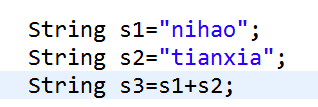 String s1="nihao";
String s2="tianxia";
String s3=s1+s2;